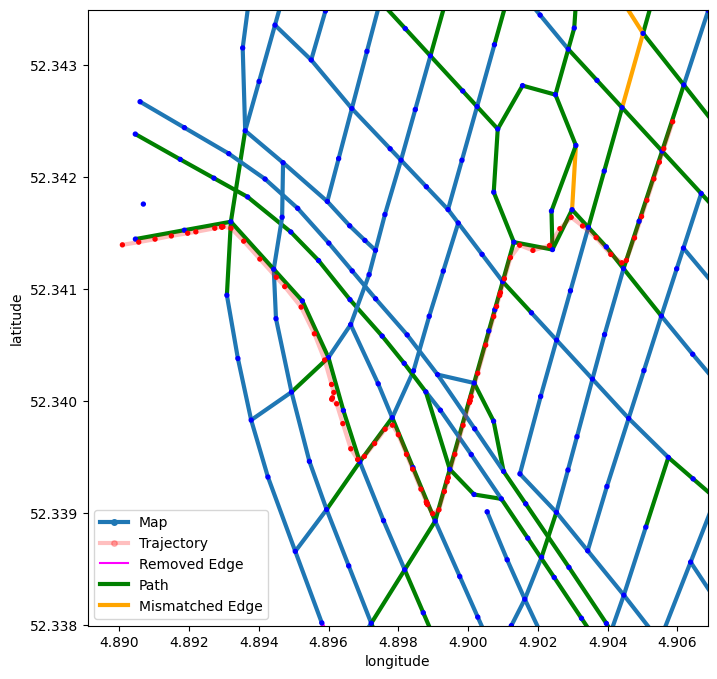 52.343
52.342
52.341
52.340
52.339
52.338
latitude
Map
Trajectory
Removed Edge
Path
Mismatched Edge
4.890 4.892 4.894 4.896 4.898 4.900 4.902 4.904 4.906
longitude